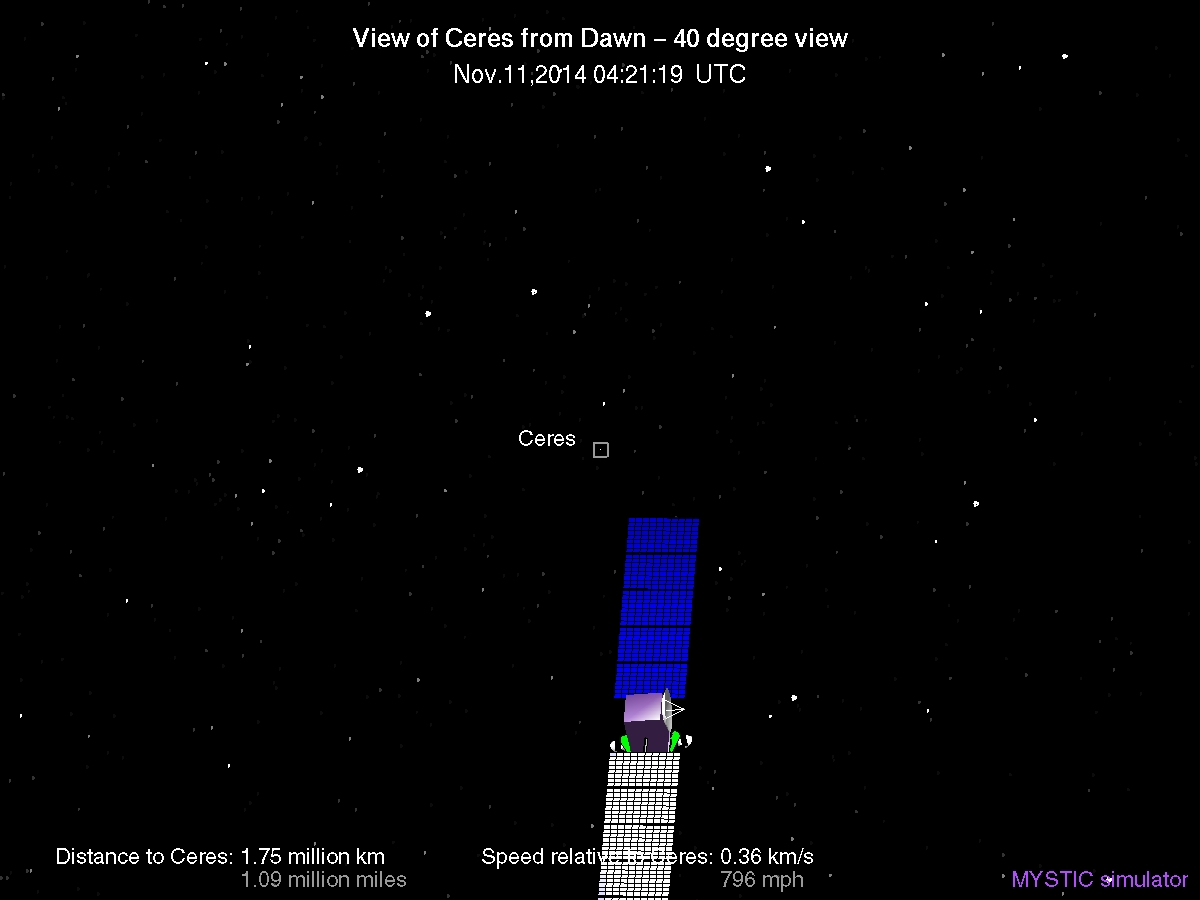 View of Ceres from Dawn – 40 degree view
Nov.11,2014 04:21:19 UTC
Ceres
Distance to Ceres: 1.75 million km
1.09 million miles
Speed relative to Ceres: 0.36 km/s
796 mph
MYSTIC simulator